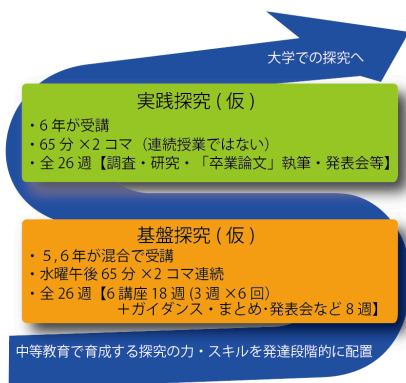 大学での探究へ
実践探究(仮)
・6年が受講
・65分×2コマ(連続授業ではない)
・全26週【調査・研究・「卒業論文」執筆・発表会等】
基盤探究(仮)
・5,6年が混合で受講
・水曜午後65分×2コマ連続
・全26週【6講座18週(3週×6回)
+ガイダンス・まとめ・発表会など8週】
中等教育で育成する探究の力・スキルを発達段階的に配置